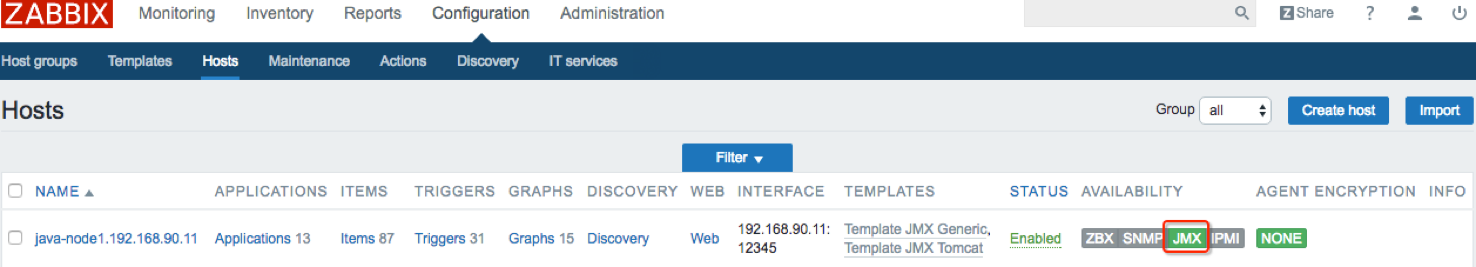 ZABBIX Monitoring Inventory Reports Configuration Administration Z Share ?
Host groups Templates Hosts Maintenance Actions Discovery IT services
Hosts Group all Create host Import
Filter
NAME APPLICATIONS ITEMS TRIGGERS GRAPHS DISCOVERY WEB INTERFACE TEMPLATES STATUS AVAILABILITY AGENT ENCRYPTION INFO
java-node1.192.168.90.11 Applications 13 Items 87 Triggers 31 Graphs 15 Discovery Web 192.168.90.11: Template JMX Generic, Enabled ZBX SNMP JMX IPMI NONE
12345 Template JMX Tomcat